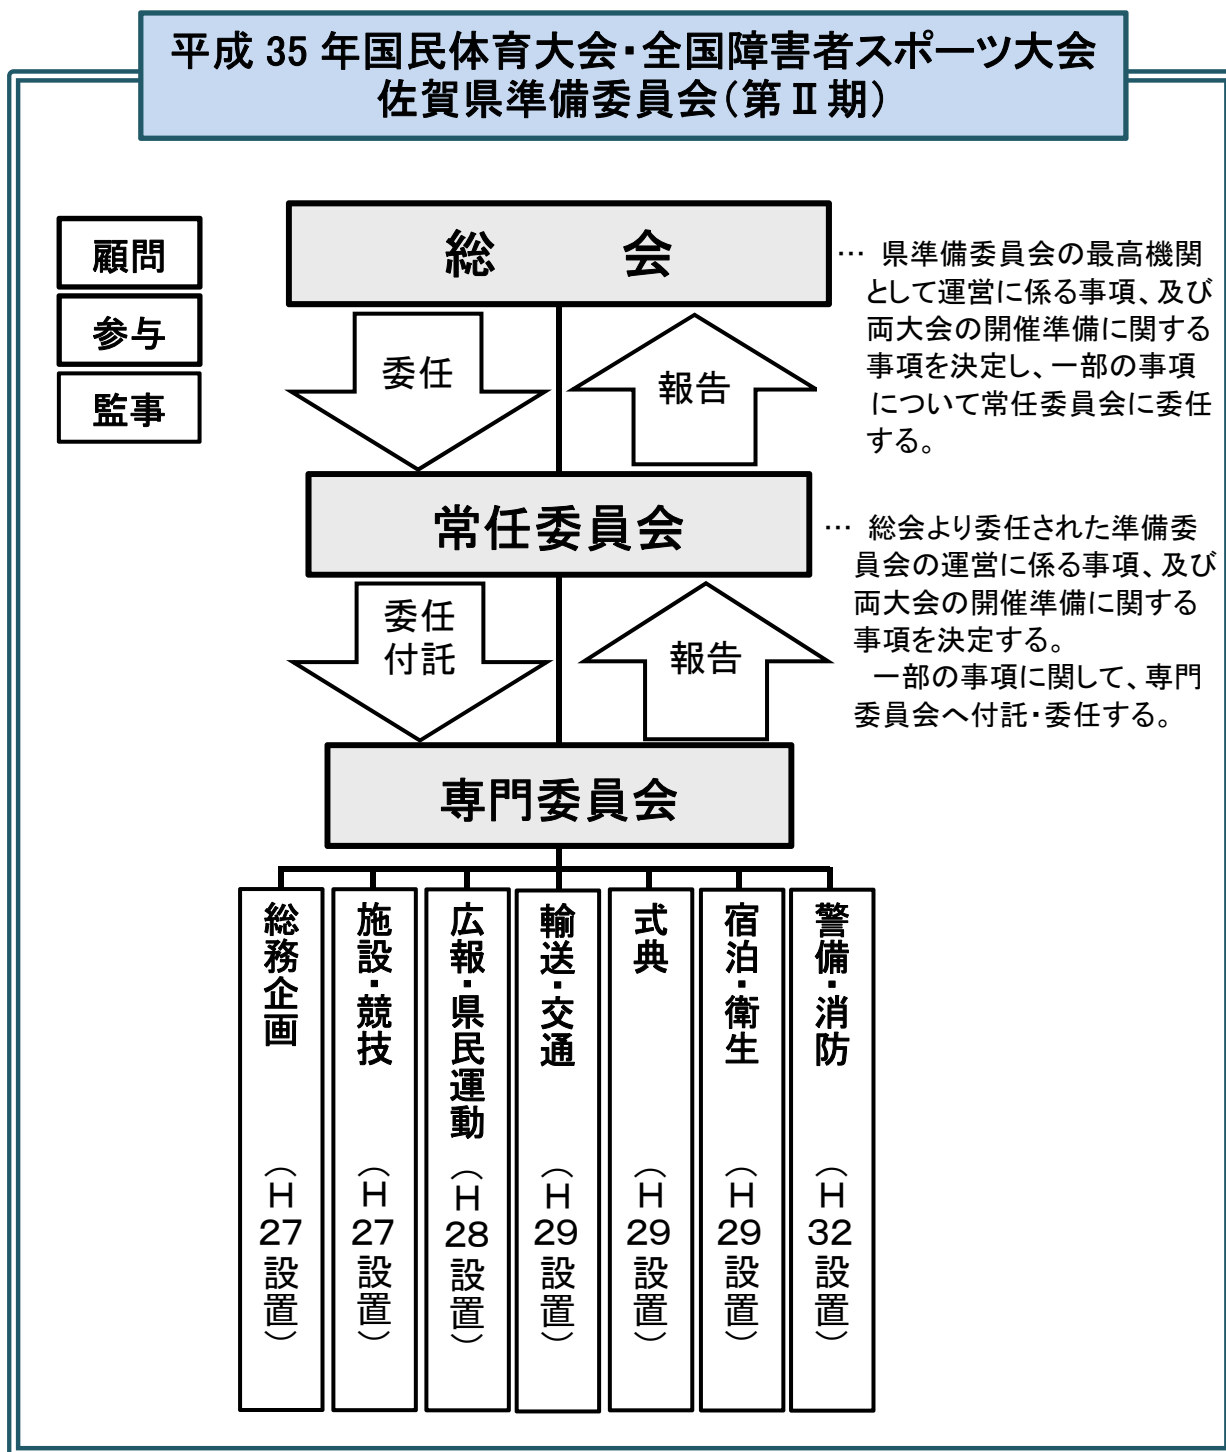 平成 35 年国民体育大会・全国障害者スポーツ大会
佐賀県準備委員会（第Ⅱ期）
顧問
参与
監事
総　会
… 県準備委員会の最高機関
として運営に係る事項、及び
両大会の開催準備に関する
事項を決定し、一部の事項
について常任委員会に委任
する。
委任
報告
常任委員会
… 総会より委任された準備委
員会の運営に係る事項、及び
両大会の開催準備に関する
事項を決定する。
一部の事項に関して、専門
委員会へ付託・委任する。
委任
付託
報告
専門委員会
総務企画（H27設置）
施設・競技（H27設置）
広報・県民運動（H28設置）
輸送・交通（H29設置）
式典（H29設置）
宿泊・衛生（H29設置）
警備・消防（H32設置）